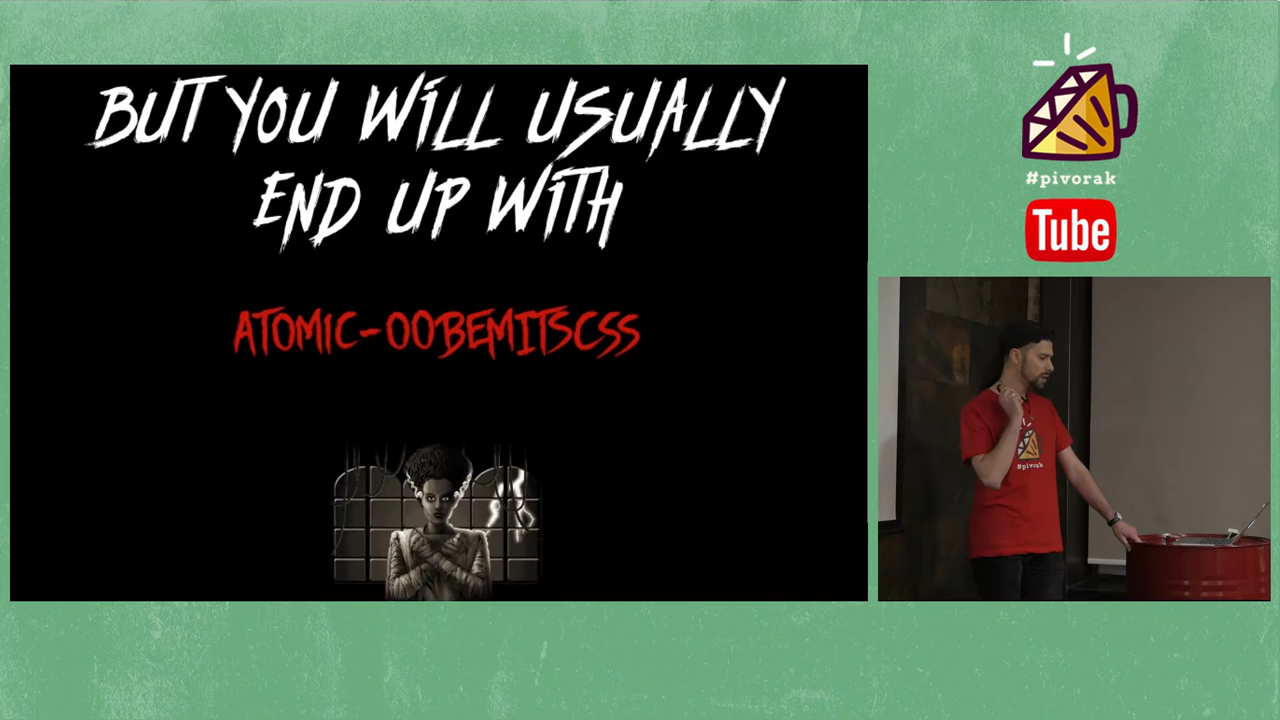 BUT YOU WILL USUALLY
END UP WITH
ATOMIC-OOBEMITSCSS
#pivorak
Tube
#pivorak